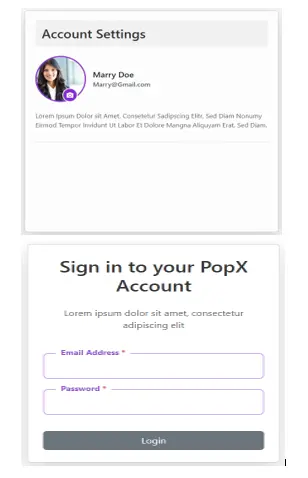 Account Settings
Marry Doe
Marry@Gmail.com
Lorem Ipsum Dolor sit Amet, Consetetur Sadipscing Elitr, Sed Diam Nonumy
Eirmod Tempor Invidunt Ut Labor Et Dolore Mangna Aliquyam Erat, Sed Diam,
Sign in to your PopX
Account
Lorem ipsum dolor sit amet, consectetur
adipiscing elit
Email Address *
Password *
Login